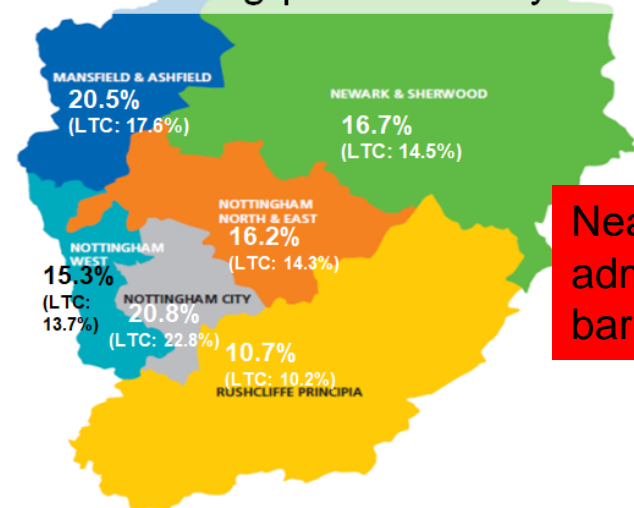 MANSFIELD & ASHFIELD
20.5%
(LTC: 17.6%)
NEWARK & SHERWOOD
16.7%
(LTC: 14.5%)
NOTTINGHAM
NORTH & EAST
16.2%
(LTC: 14.3%)
NOTTINGHAM
WEST
15.3%
(LTC:
13.7%)
NOTTINGHAM CITY
20.8%
(LTC: 22.8%)
10.7%
(LTC: 10.2%)
RUSHCLIFFE PRINCIPIA
bar